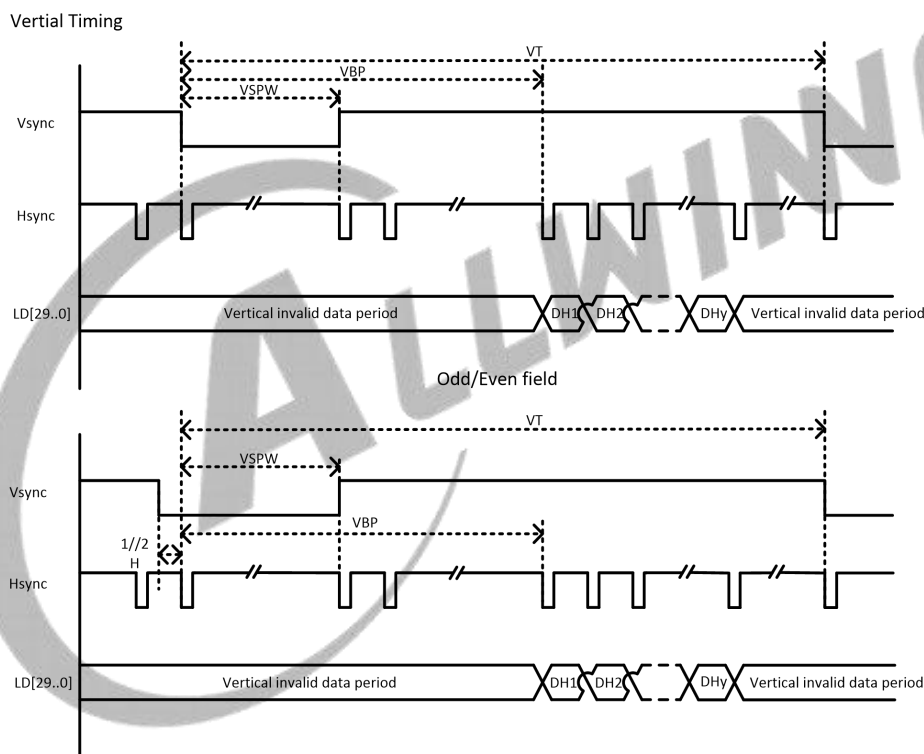 Vertial Timing
VT
VBP
VSPW
Vsync
Hsync
LD[29..0]
Vertical invalid data period
DH1
DH2
DHy
Vertical invalid data period
Odd/Even field
VT
VSPW
Vsync
VBP
1//2
H
Hsync
LD[29..0]
Vertical invalid data period
DH1
DH2
DHy
Vertical invalid data period
ALLWINN